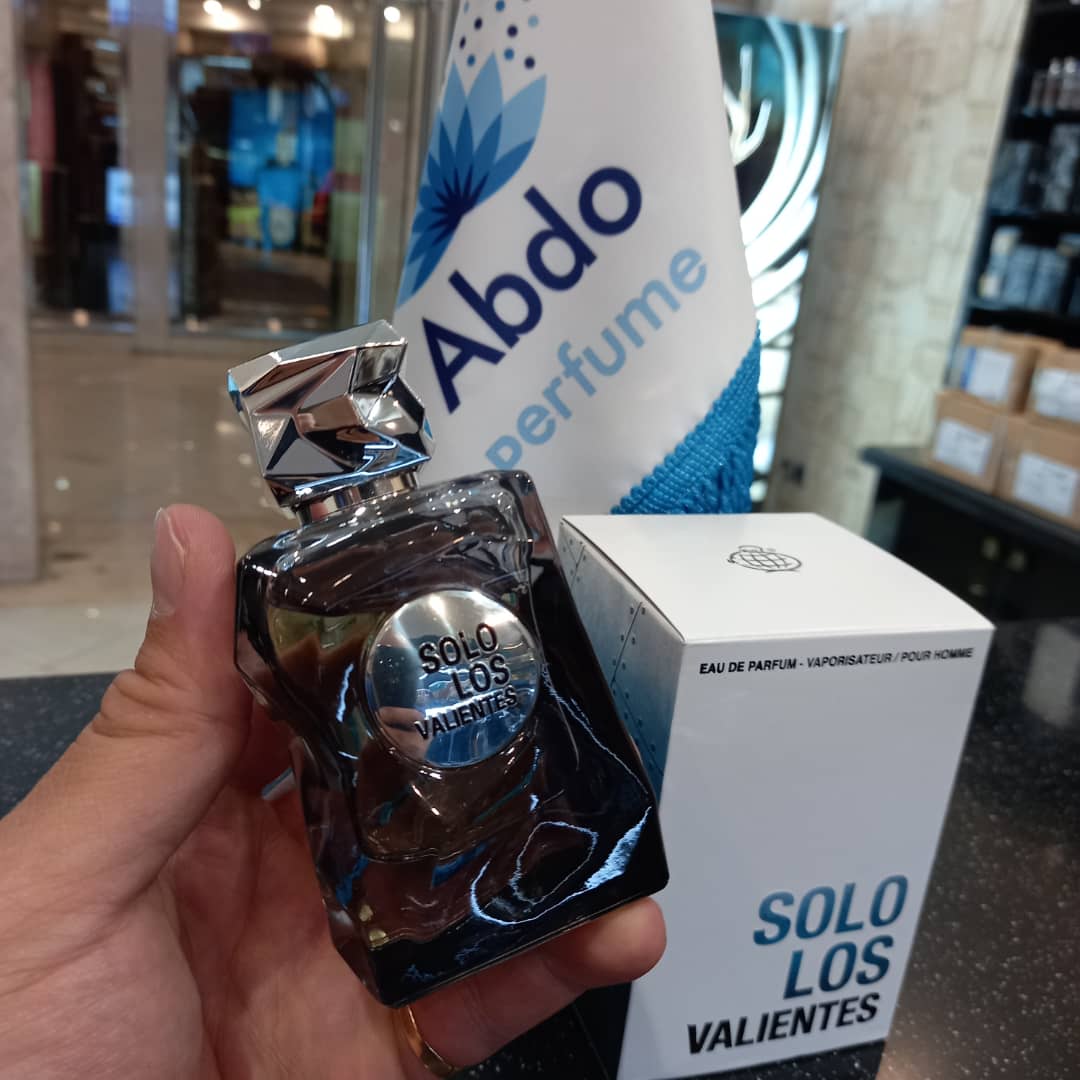 Abdo
Perfume
SOLO
LOS
VALIENTES
EAU DE PARFUM - VAPORISATEUR / POUR HOMME
SOLO
LOS
VALIENTES